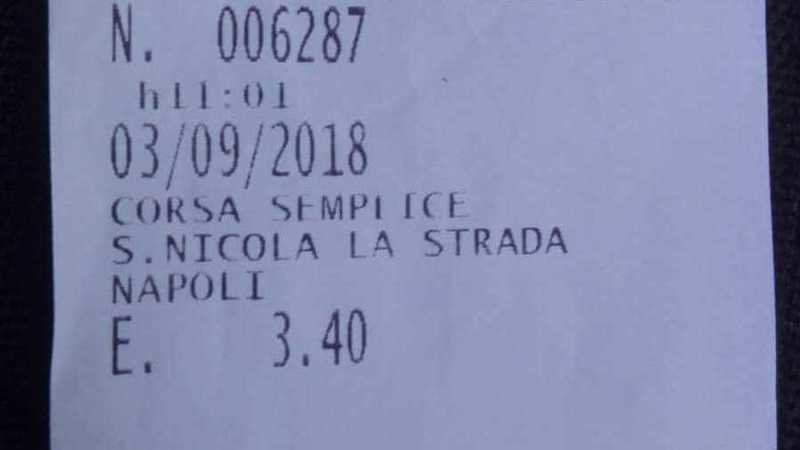 N. 006287
h11:01
03/09/2018
CORSA SEMPLICE
S.NICOLA LA STRADA
NAPOLI
E. 3.40